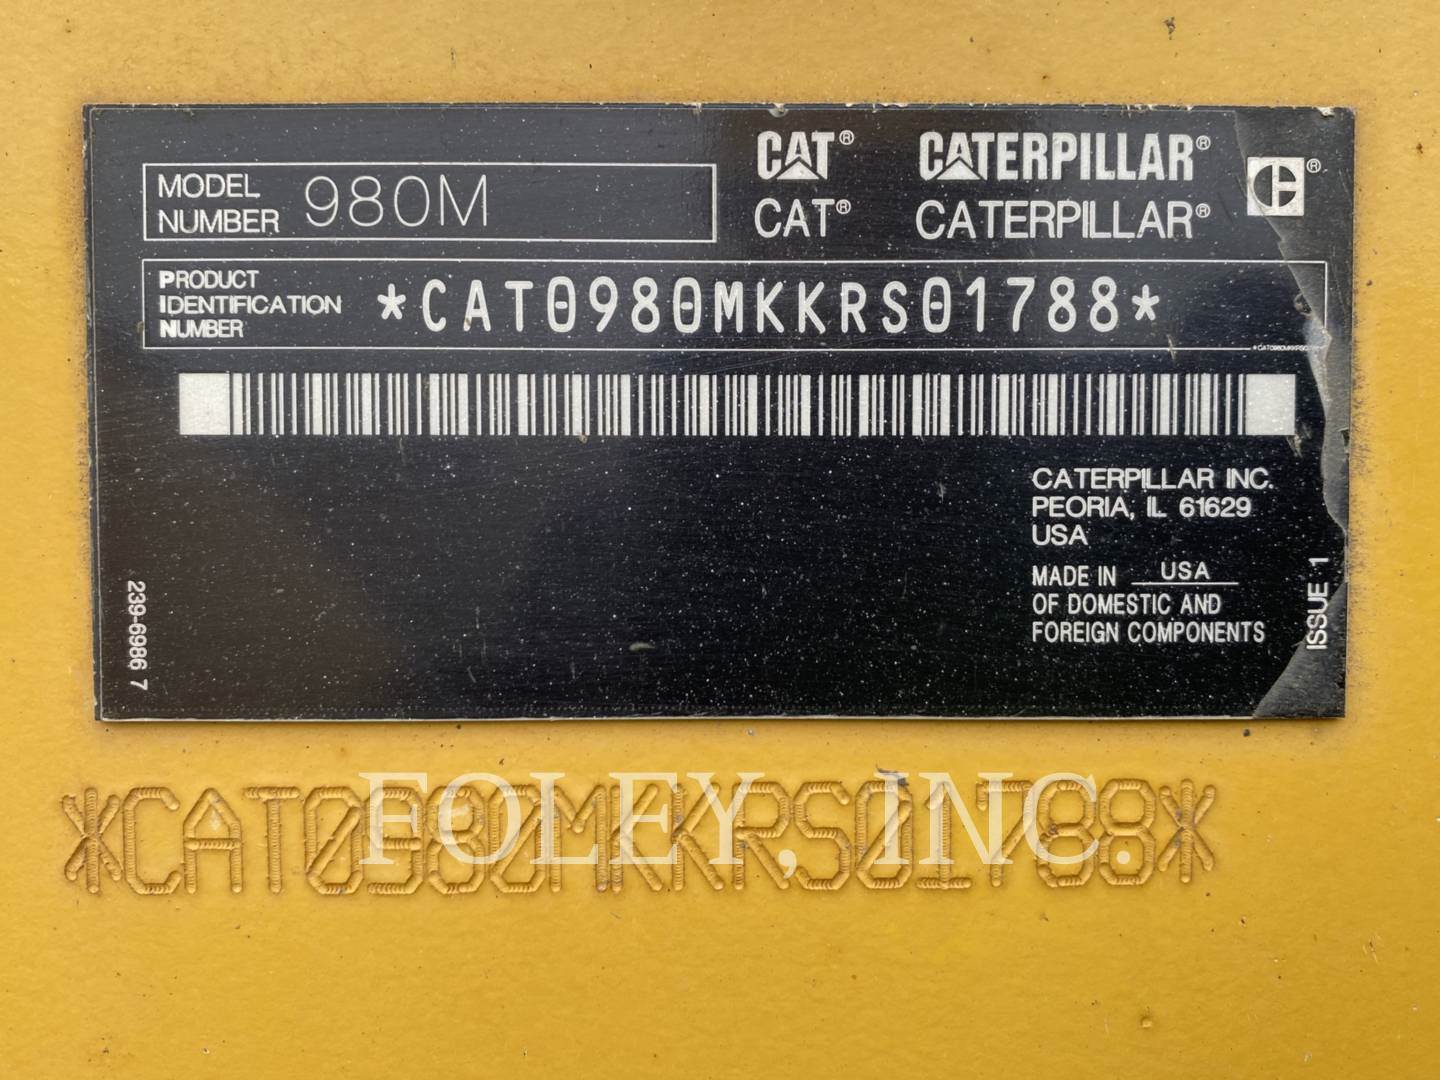 CAT® CATERPILLAR®
CAT® CATERPILLAR®
MODEL NUMBER 980M
PRODUCT IDENTIFICATION NUMBER *CAT0980MKKRS01788*
CATERPILLAR INC.
PEORIA, IL 61629
USA
MADE IN USA
OF DOMESTIC AND
FOREIGN COMPONENTS
239-6986 7
ISSUE 1
*CAT0980MKKRS01788*
FOLEY, INC.